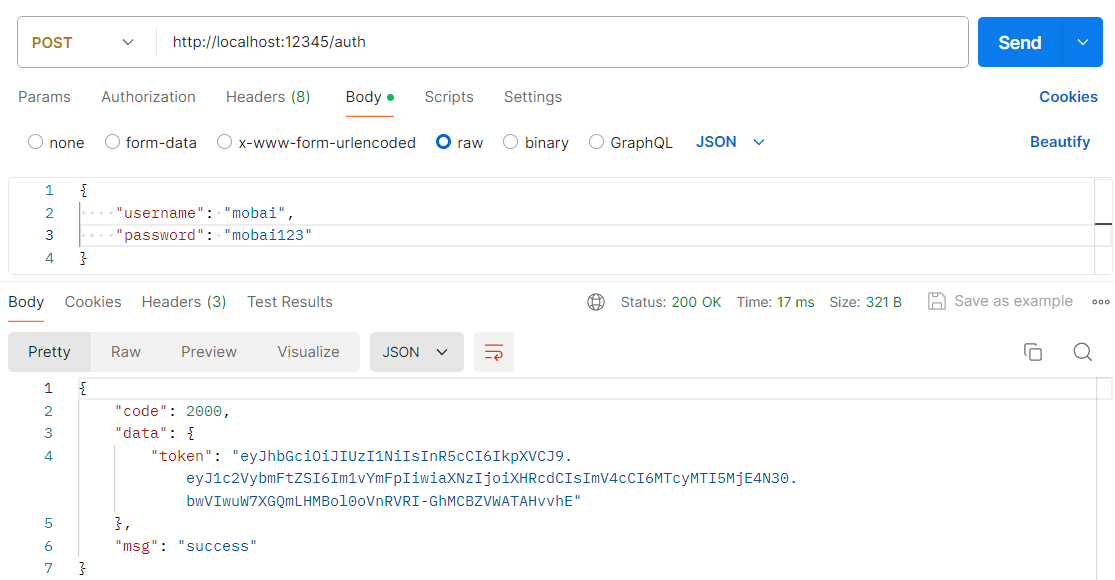 POST http://localhost:12345/auth Send
Params Authorization Headers (8) Body Scripts Settings Cookies
none form-data x-www-form-urlencoded raw binary GraphQL JSON Beautify
1 {
2 "username": "mobai",
3 "password": "mobai123"
4 }
Body Cookies Headers (3) Test Results Status: 200 OK Time: 17 ms Size: 321 B Save as example
Pretty Raw Preview Visualize JSON
1 {
2 "code": 2000,
3 "data": {
4 "token": "eyJhbGciOiJIUzI1NiIsInR5cCI6IkpXVCJ9.
eyJ1c2VybmFtZSI6Im1vYmFpIiwiaXNzIjoiXHRcdCIsImV4cCI6MTcyMTI5MjE4N30.
bwVIwuW7XGQmLHMBol0oVnRVRI-GhMCBZVWATAHvvhE"
5 },
6 "msg": "success"
7 }